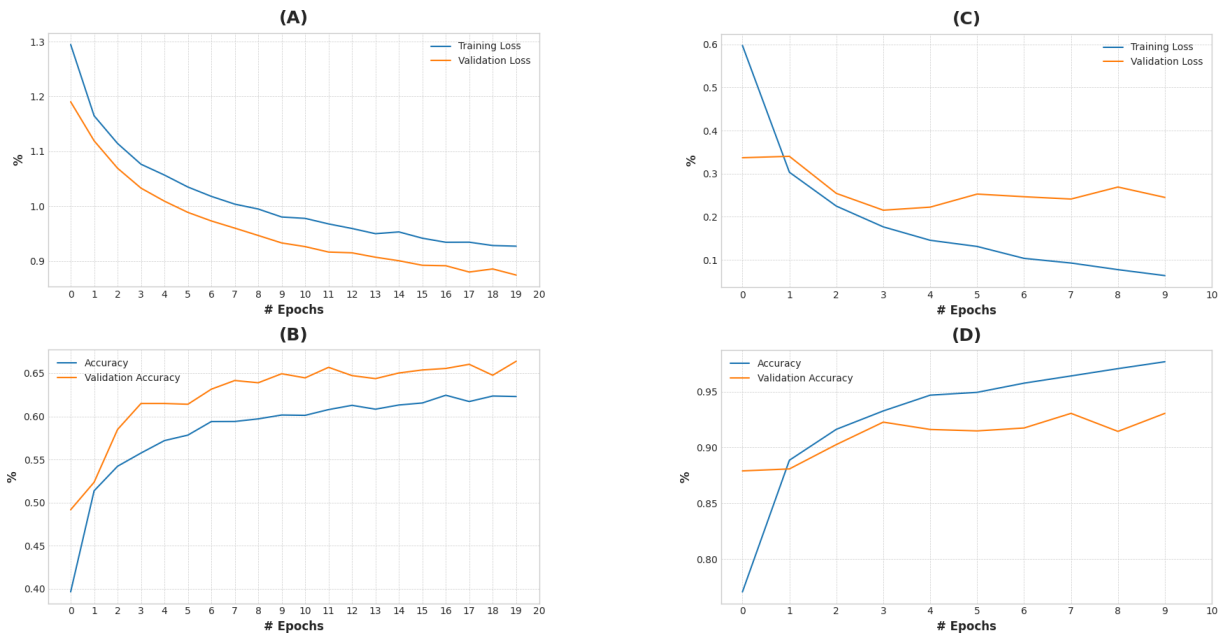 (A)
1.3
1.2
1.1
1.0
0.9
%
Training Loss
Validation Loss
0 1 2 3 4 5 6 7 8 9 10 11 12 13 14 15 16 17 18 19 20
# Epochs
(B)
0.65
0.60
0.55
0.50
0.45
0.40
%
Accuracy
Validation Accuracy
0 1 2 3 4 5 6 7 8 9 10 11 12 13 14 15 16 17 18 19 20
# Epochs
(C)
0.6
0.5
0.4
0.3
0.2
0.1
%
Training Loss
Validation Loss
0 1 2 3 4 5 6 7 8 9 10
# Epochs
(D)
0.95
0.90
0.85
0.80
%
Accuracy
Validation Accuracy
0 1 2 3 4 5 6 7 8 9 10
# Epochs